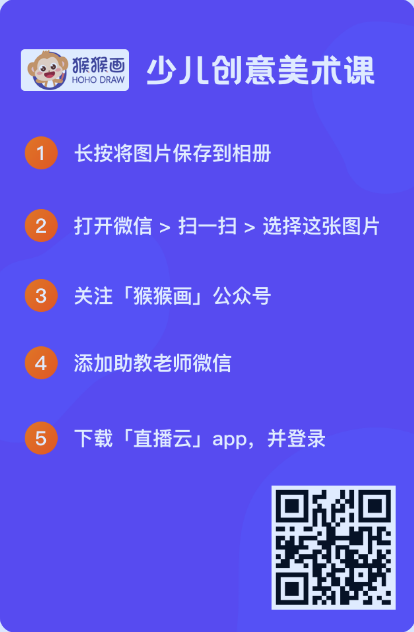 猴猴画
HOHO DRAW
少儿创意美术课
1 长按将图片保存到相册
2 打开微信 > 扫一扫 > 选择这张图片
3 关注「猴猴画」公众号
4 添加助教老师微信
5 下载「直播云」app，并登录